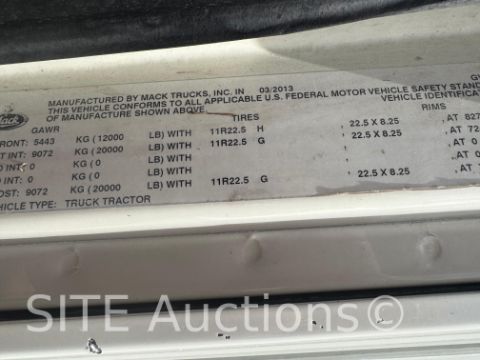 MANUFACTURED BY MACK TRUCKS, INC. IN 03/2013
THIS VEHICLE CONFORMS TO ALL APPLICABLE U.S. FEDERAL MOTOR VEHICLE SAFETY STAND
OF MANUFACTURE SHOWN ABOVE. VEHICLE IDENTIFICA
Mack
GAWR TIRES RIMS
RONT: 5443 KG ( 12000 LB) WITH 11R22.5 H , 22.5 X 8.25 , AT 827
ST INT: 9072 KG ( 20000 LB) WITH 11R22.5 G , 22.5 X 8.25 , AT 72
D INT: 0 KG ( 0 LB) WITH , , AT 0
D INT: 0 KG ( 0 LB) WITH , , AT 0
OST: 9072 KG ( 20000 LB) WITH 11R22.5 G , 22.5 X 8.25 , AT 7
HICLE TYPE: TRUCK TRACTOR
SITE Auctions.com